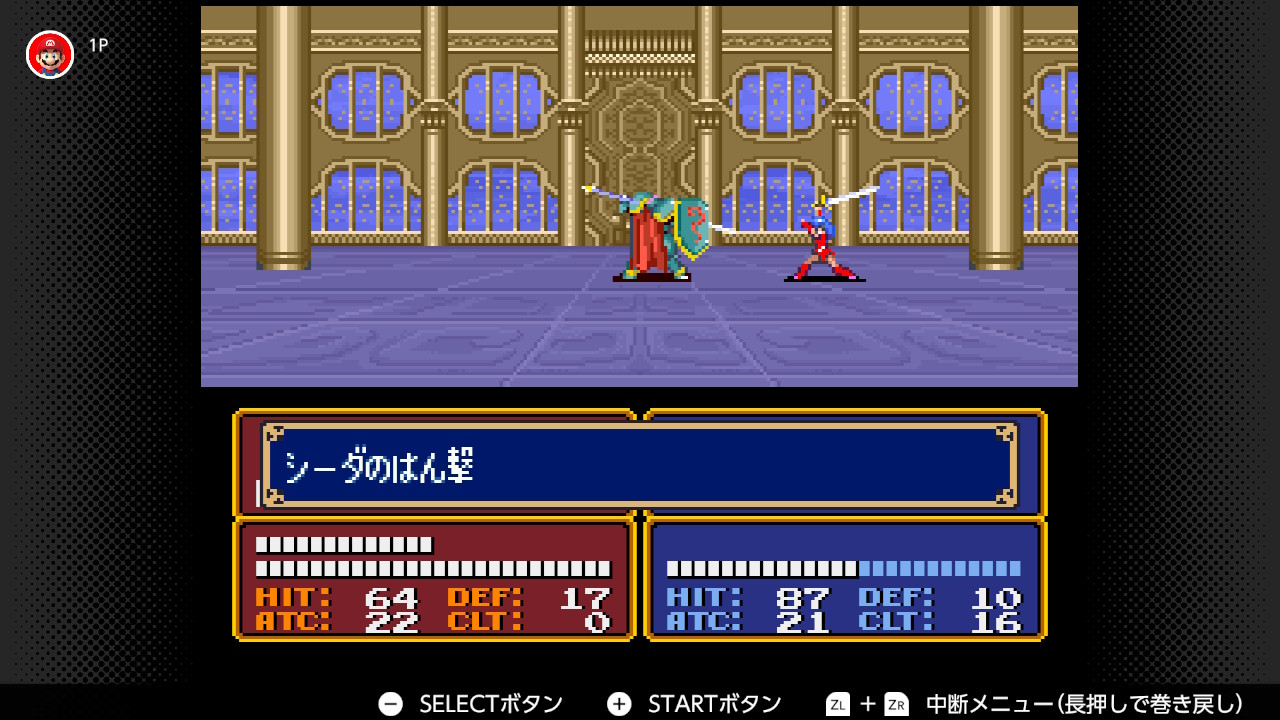 1P
シーダのはん撃
HIT: 64 DEF: 17
ATC: 22 CLT: 0
HIT: 87 DEF: 10
ATC: 21 CLT: 16
− SELECTボタン + STARTボタン ZL + ZR 中断メニュー(長押しで巻き戻し)